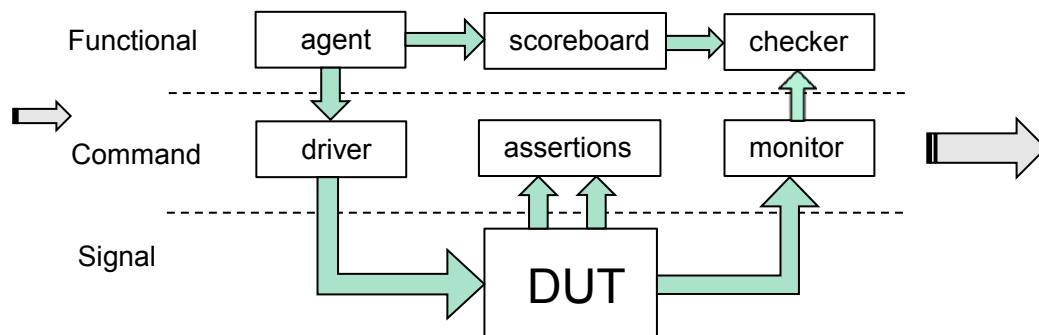 Functional agent scoreboard checker
Command driver assertions monitor
Signal DUT